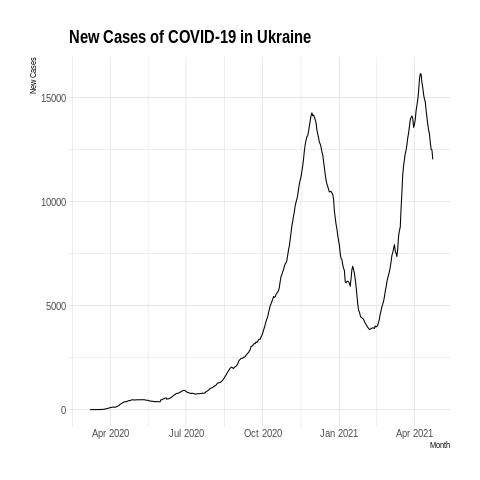 New Cases of COVID-19 in Ukraine
New Cases
15000
10000
5000
0
Apr 2020
Jul 2020
Oct 2020
Jan 2021
Apr 2021
Month